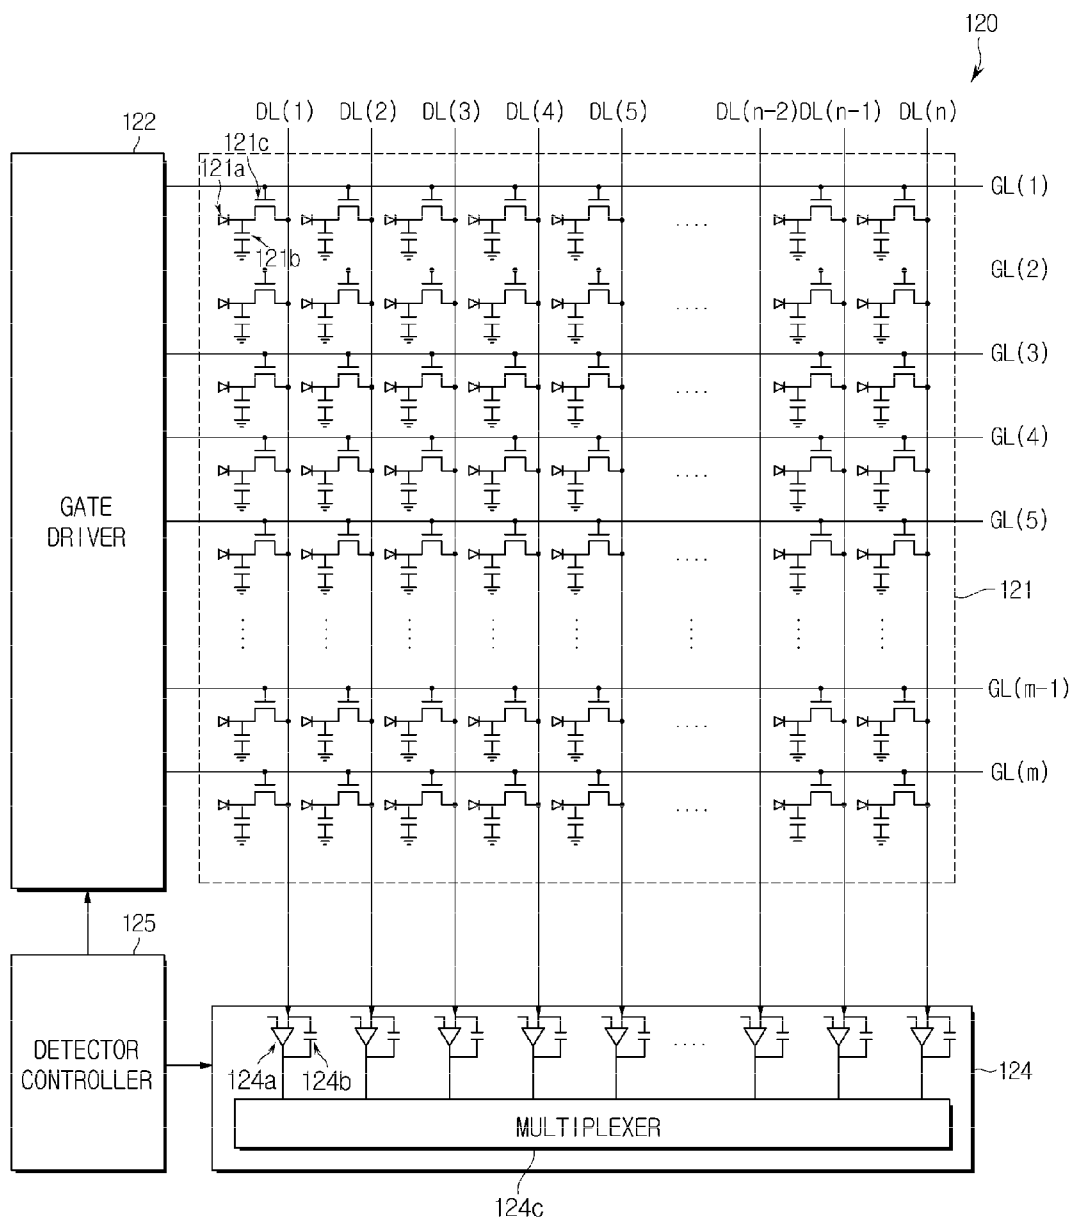 120
DL(1) DL(2) DL(3) DL(4) DL(5) DL(n-2) DL(n-1) DL(n)
122
121c
121a
GL(1)
121b
GL(2)
....
GL(3)
....
GL(4)
....
GATE
DRIVER
GL(5)
....
121
GL(m-1)
....
GL(m)
....
125
DETECTOR
CONTROLLER
....
124a 124b
124
MULTIPLEXER
124c